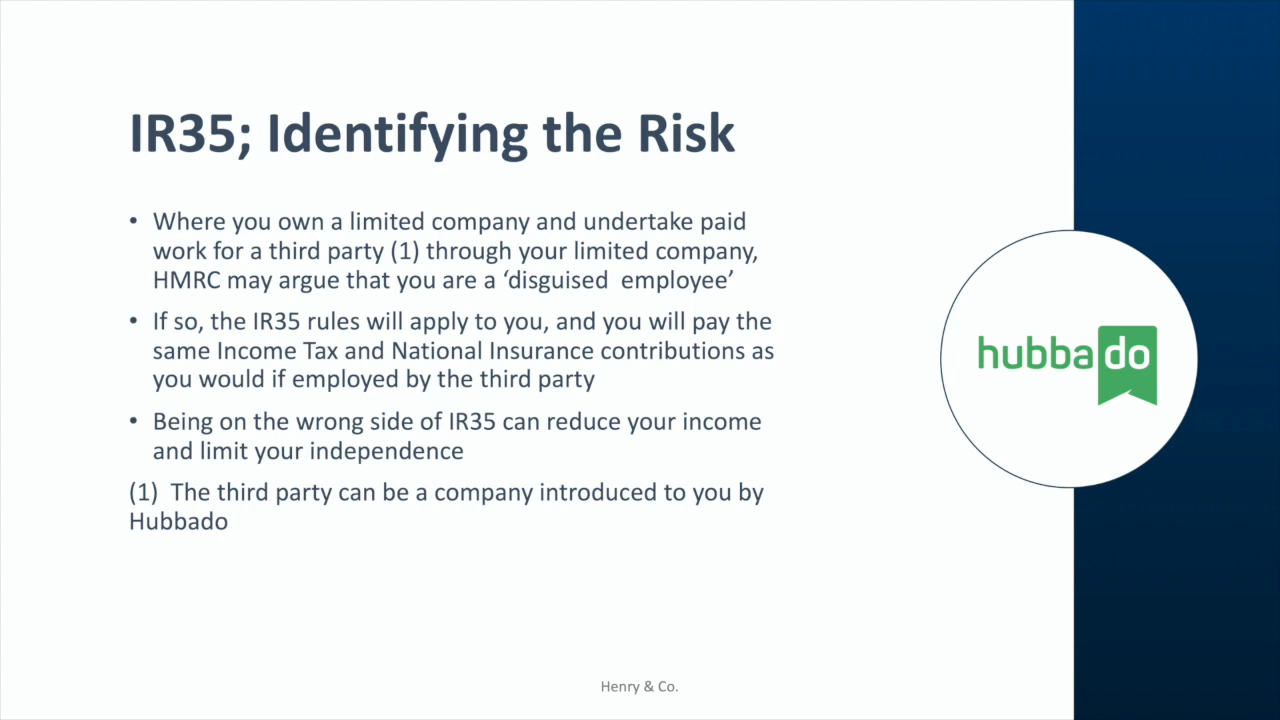 IR35; Identifying the Risk
• Where you own a limited company and undertake paid
work for a third party (1) through your limited company,
HMRC may argue that you are a ‘disguised  employee’
• If so, the IR35 rules will apply to you, and you will pay the
same Income Tax and National Insurance contributions as
you would if employed by the third party
• Being on the wrong side of IR35 can reduce your income
and limit your independence
(1)  The third party can be a company introduced to you by
Hubbado
hubbado
Henry & Co.